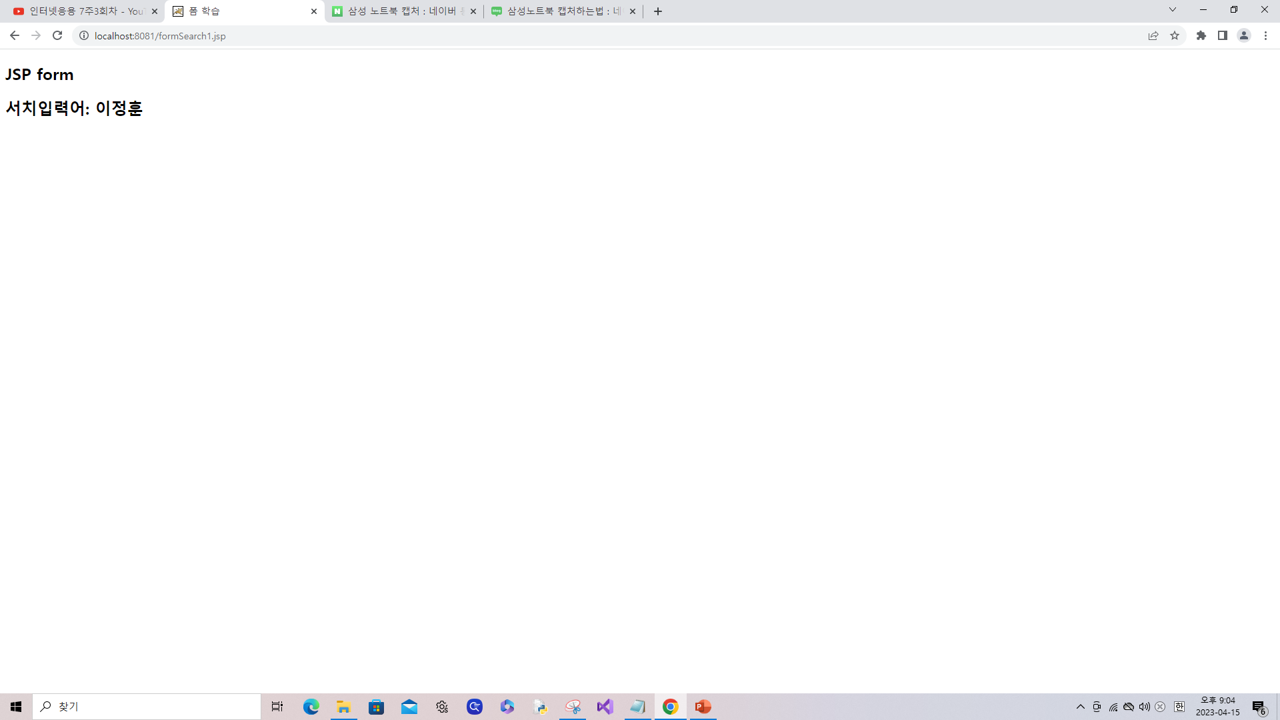 인터넷응용 7주3회차 - You
폼 학습
삼성 노트북 캡처 : 네이버
삼성노트북 캡처하는법 : 네
localhost:8081/formSearch1.jsp
JSP form
서치입력어: 이정훈
찾기
한
오후 9:04
2023-04-15
6